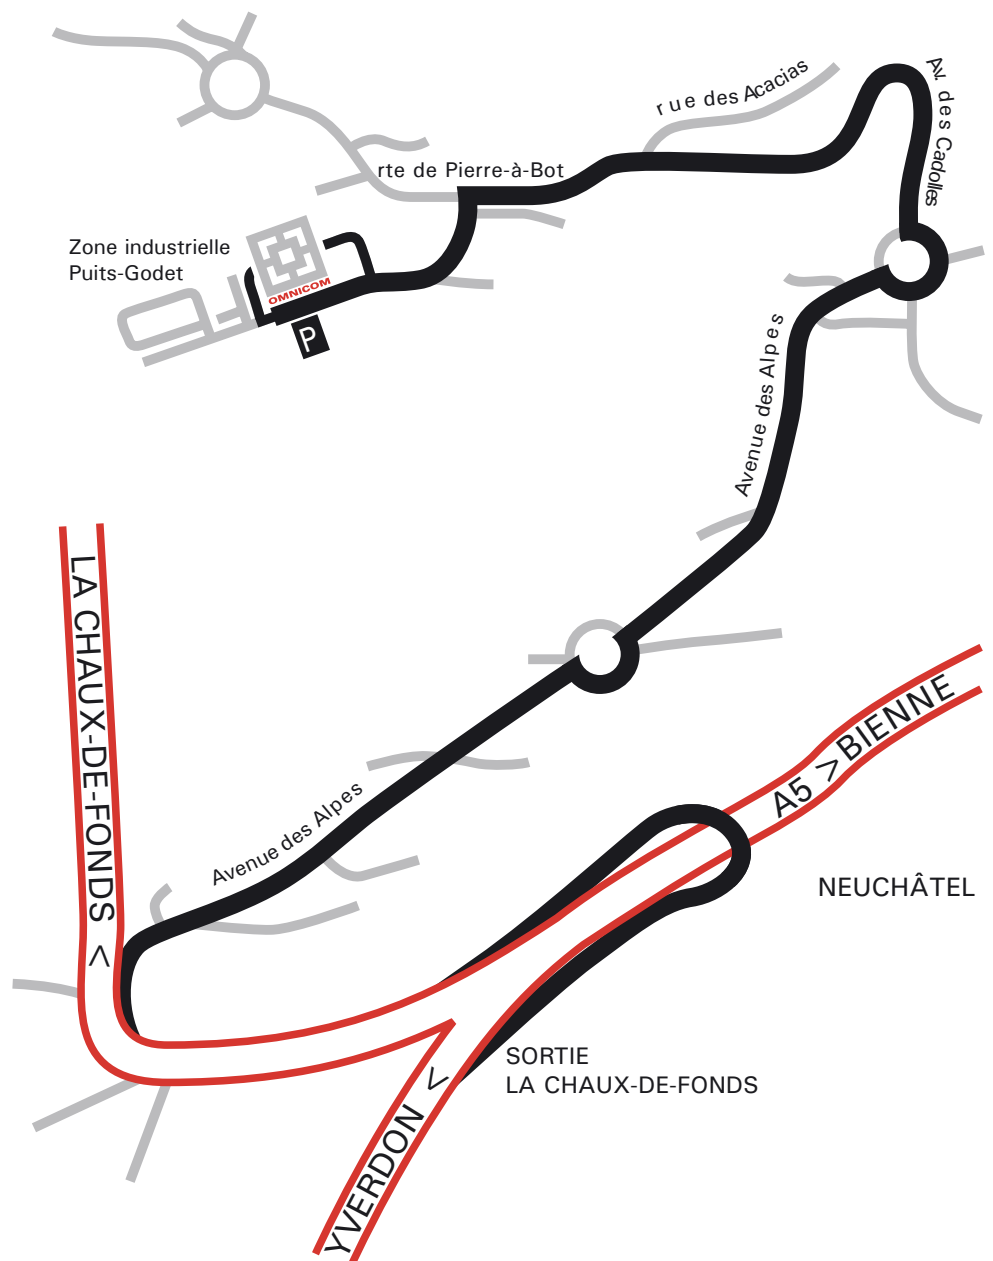 Av. des Cadolles
rue des Acacias
rte de Pierre-à-Bot
Zone industrielle
Puits-Godet
OMNICOM
P
Avenue des Alpes
LA CHAUX-DE-FONDS <
A5 > BIENNE
Avenue des Alpes
NEUCHÂTEL
SORTIE
LA CHAUX-DE-FONDS
YVERDON <